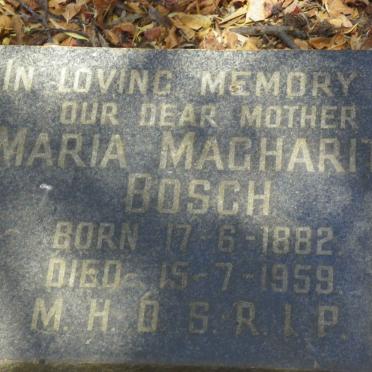 IN LOVING MEMORY
OUR DEAR MOTHER
MARIA MAGHARIT
BOSCH
BORN 17-6-1882.
DIED - 15-7-1959
M.H.D.S.R.I.P.